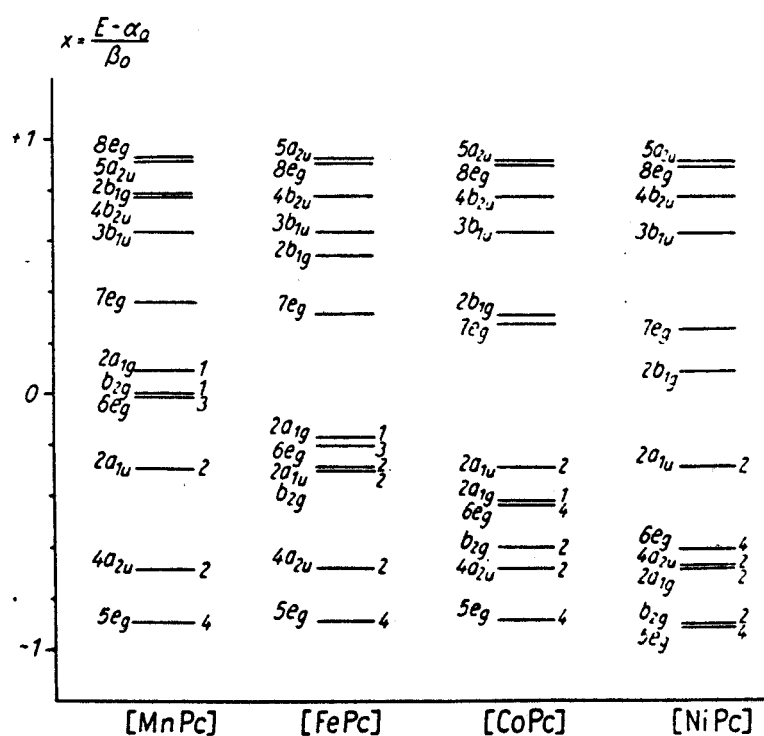 x = (E - α₀)/β₀
+1
0
-1
8eg
5a₂ᵤ
2b₁g
4b₂ᵤ
3b₁ᵤ
7eg
2a₁g 1
b₂g 1
6eg 3
2a₁ᵤ 2
4a₂ᵤ 2
5eg 4
[MnPc]
5a₂ᵤ
8eg
4b₂ᵤ
3b₁ᵤ
2b₁g
7eg
2a₁g 1
6eg 3
2a₁ᵤ 2
b₂g 2
4a₂ᵤ 2
5eg 4
[FePc]
5a₂ᵤ
8eg
4b₂ᵤ
3b₁ᵤ
2b₁g
7eg
2a₁ᵤ 2
2a₁g 1
6eg 4
b₂g 2
4a₂ᵤ 2
5eg 4
[CoPc]
5a₂ᵤ
8eg
4b₂ᵤ
3b₁ᵤ
7eg
2b₁g
2a₁ᵤ 2
6eg 4
4a₂ᵤ 2
2a₁g 2
b₂g 2
5eg 4
[NiPc]